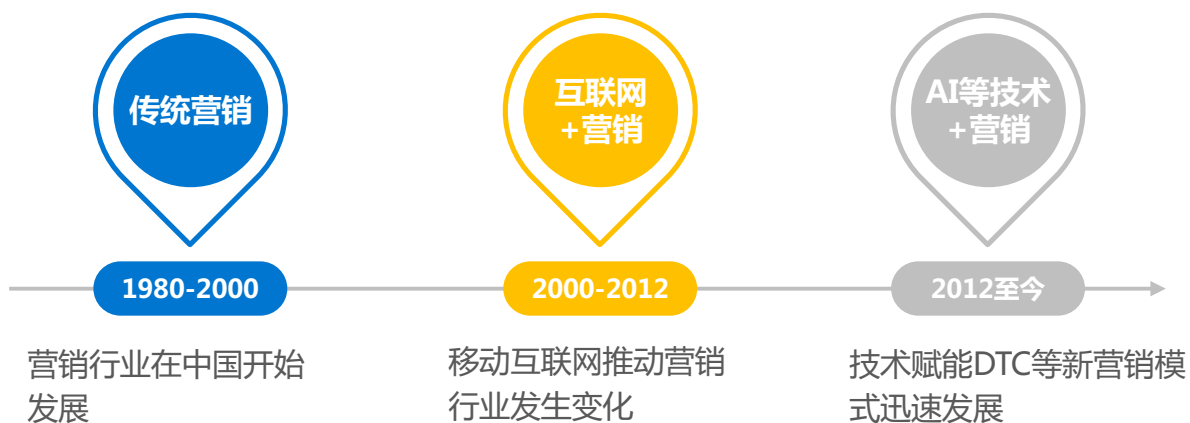 传统营销
互联网
+营销
AI等技术
+营销
1980-2000
2000-2012
2012至今
营销行业在中国开始
发展
移动互联网推动营销
行业发生变化
技术赋能DTC等新营销模
式迅速发展